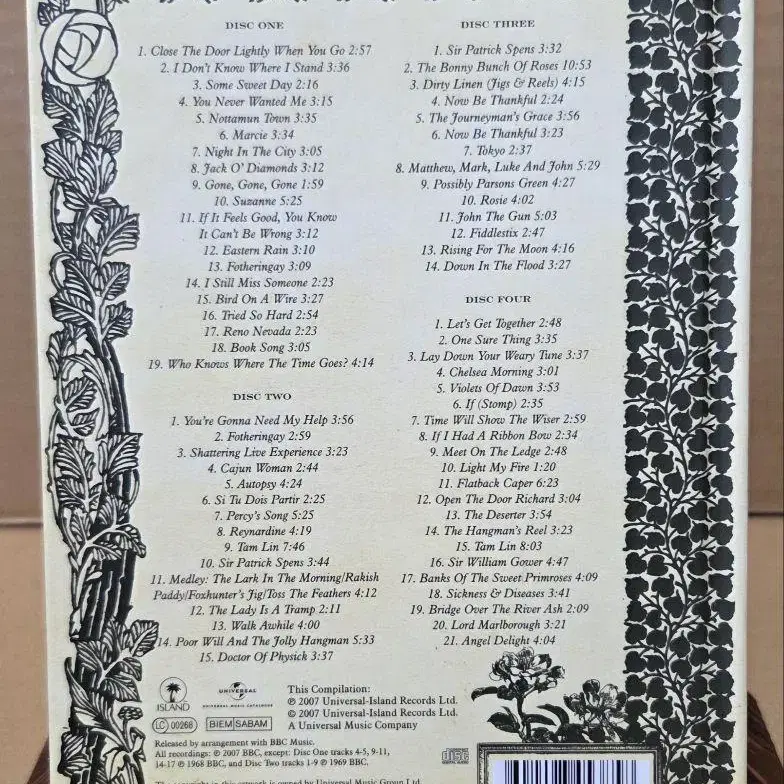 DISC ONE
1. Close The Door Lightly When You Go 2:57
2. I Don't Know Where I Stand 3:36
3. Some Sweet Day 2:16
4. You Never Wanted Me 3:15
5. Nottamun Town 3:35
6. Marcie 3:34
7. Night In The City 3:05
8. Jack O' Diamonds 3:12
9. Gone, Gone, Gone 1:59
10. Suzanne 5:25
11. If It Feels Good, You Know
It Can't Be Wrong 3:12
12. Eastern Rain 3:10
13. Fotheringay 3:09
14. I Still Miss Someone 2:23
15. Bird On A Wire 3:27
16. Tried So Hard 2:54
17. Reno Nevada 2:23
18. Book Song 3:05
19. Who Knows Where The Time Goes? 4:14
DISC TWO
1. You're Gonna Need My Help 3:56
2. Fotheringay 2:59
3. Shattering Live Experience 3:23
4. Cajun Woman 2:44
5. Autopsy 4:24
6. Si Tu Dois Partir 2:25
7. Percy's Song 5:25
8. Reynardine 4:19
9. Tam Lin 7:46
10. Sir Patrick Spens 3:44
11. Medley: The Lark In The Morning/Rakish
Paddy/Foxhunter's Jig/Toss The Feathers 4:12
12. The Lady Is A Tramp 2:11
13. Walk Awhile 4:00
14. Poor Will And The Jolly Hangman 5:33
15. Doctor Of Physick 3:37
DISC THREE
1. Sir Patrick Spens 3:32
2. The Bonny Bunch Of Roses 10:53
3. Dirty Linen (Jigs & Reels) 4:15
4. Now Be Thankful 2:24
5. The Journeyman's Grace 3:56
6. Now Be Thankful 3:23
7. Tokyo 2:37
8. Matthew, Mark, Luke And John 5:29
9. Possibly Parsons Green 4:27
10. Rosie 4:02
11. John The Gun 5:03
12. Fiddlestix 2:47
13. Rising For The Moon 4:16
14. Down In The Flood 3:27
DISC FOUR
1. Let's Get Together 2:48
2. One Sure Thing 3:35
3. Lay Down Your Weary Tune 3:37
4. Chelsea Morning 3:01
5. Violets Of Dawn 3:53
6. If (Stomp) 2:35
7. Time Will Show The Wiser 2:59
8. If I Had A Ribbon Bow 2:34
9. Meet On The Ledge 2:48
10. Light My Fire 1:20
11. Flatback Caper 6:23
12. Open The Door Richard 3:04
13. The Deserter 3:54
14. The Hangman's Reel 3:23
15. Tam Lin 8:03
16. Sir William Gower 4:47
17. Banks Of The Sweet Primroses 4:09
18. Sickness & Diseases 3:41
19. Bridge Over The River Ash 2:09
20. Lord Marlborough 3:21
21. Angel Delight 4:04
ISLAND
UNIVERSAL
UNIVERSAL MUSIC CATALOGUE
LC 00268
BIEM SABAM
This Compilation:
℗ 2007 Universal-Island Records Ltd.
© 2007 Universal-Island Records Ltd.
A Universal Music Company
Released by arrangement with BBC Music.
All recordings: ℗ 2007 BBC, except: Disc One tracks 4-5, 9-11,
14-17 ℗ 1968 BBC, and Disc Two tracks 1-9 ℗ 1969 BBC.
The copyright in this artwork is owned by Universal Music Group Ltd.
COMPACT disc DIGITAL AUDIO